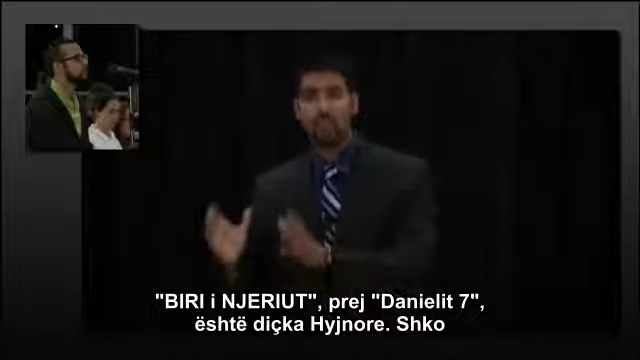 "BIRI i NJERIUT", prej "Danielit 7",
është diçka Hyjnore. Shko